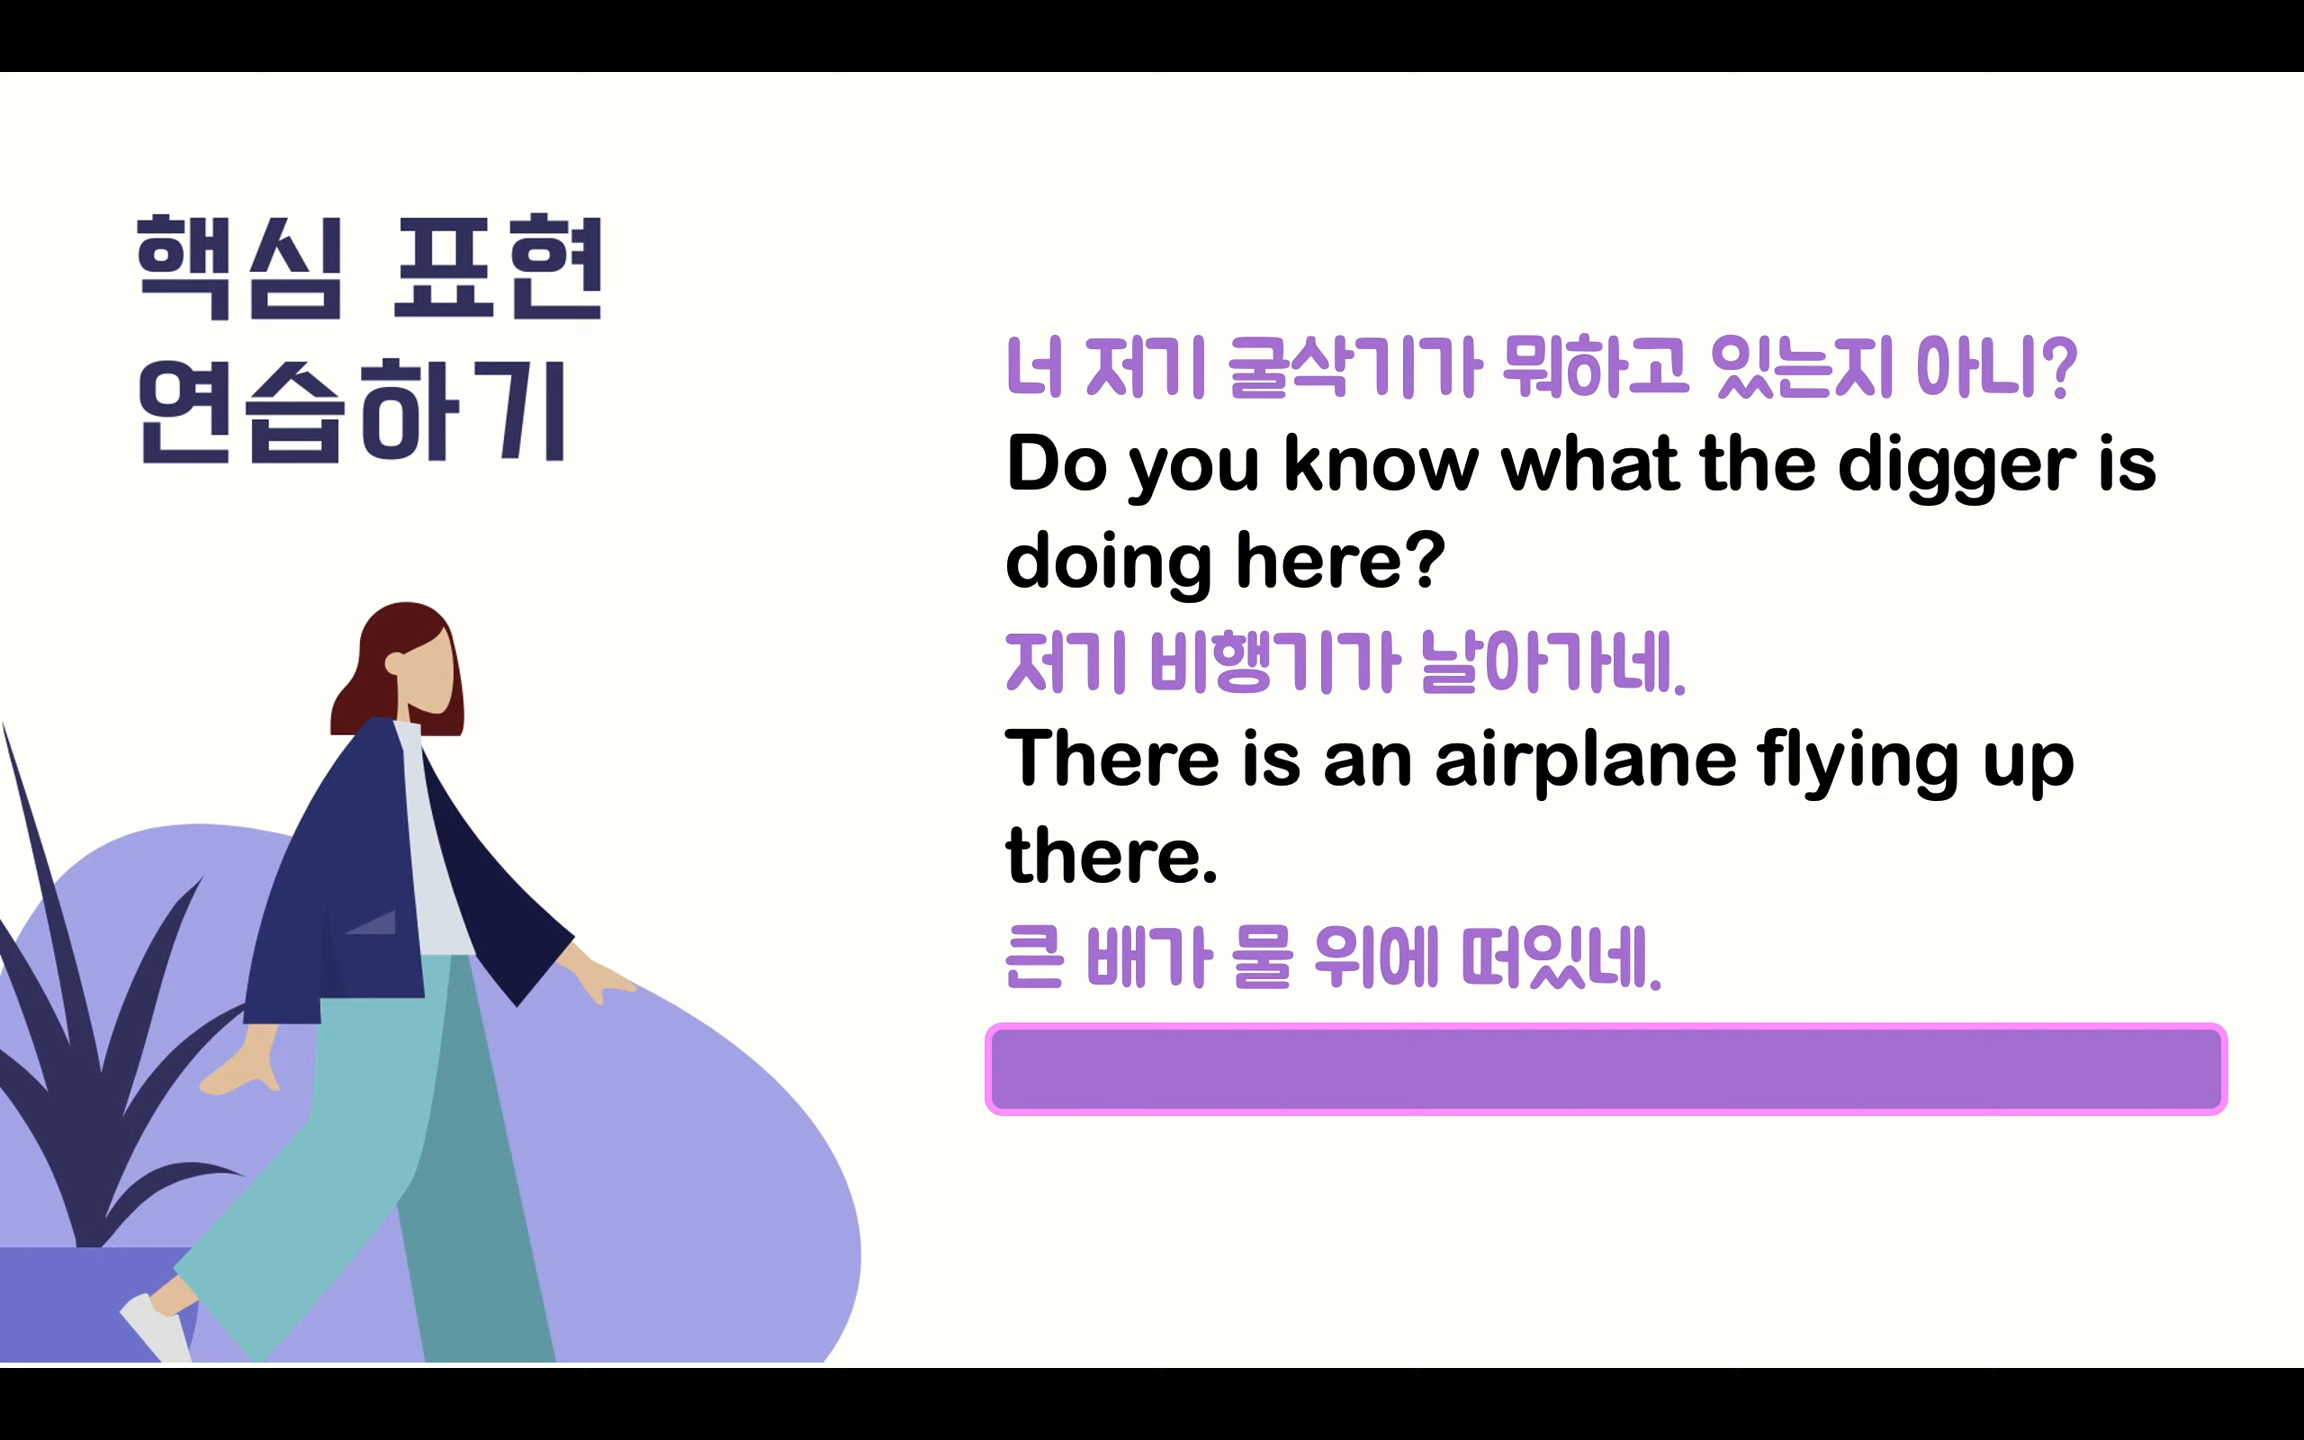 핵심 표현
연습하기
너 저기 굴삭기가 뭐하고 있는지 아니?
Do you know what the digger is
doing here?
저기 비행기가 날아가네.
There is an airplane flying up
there.
큰 배가 물 위에 떠있네.